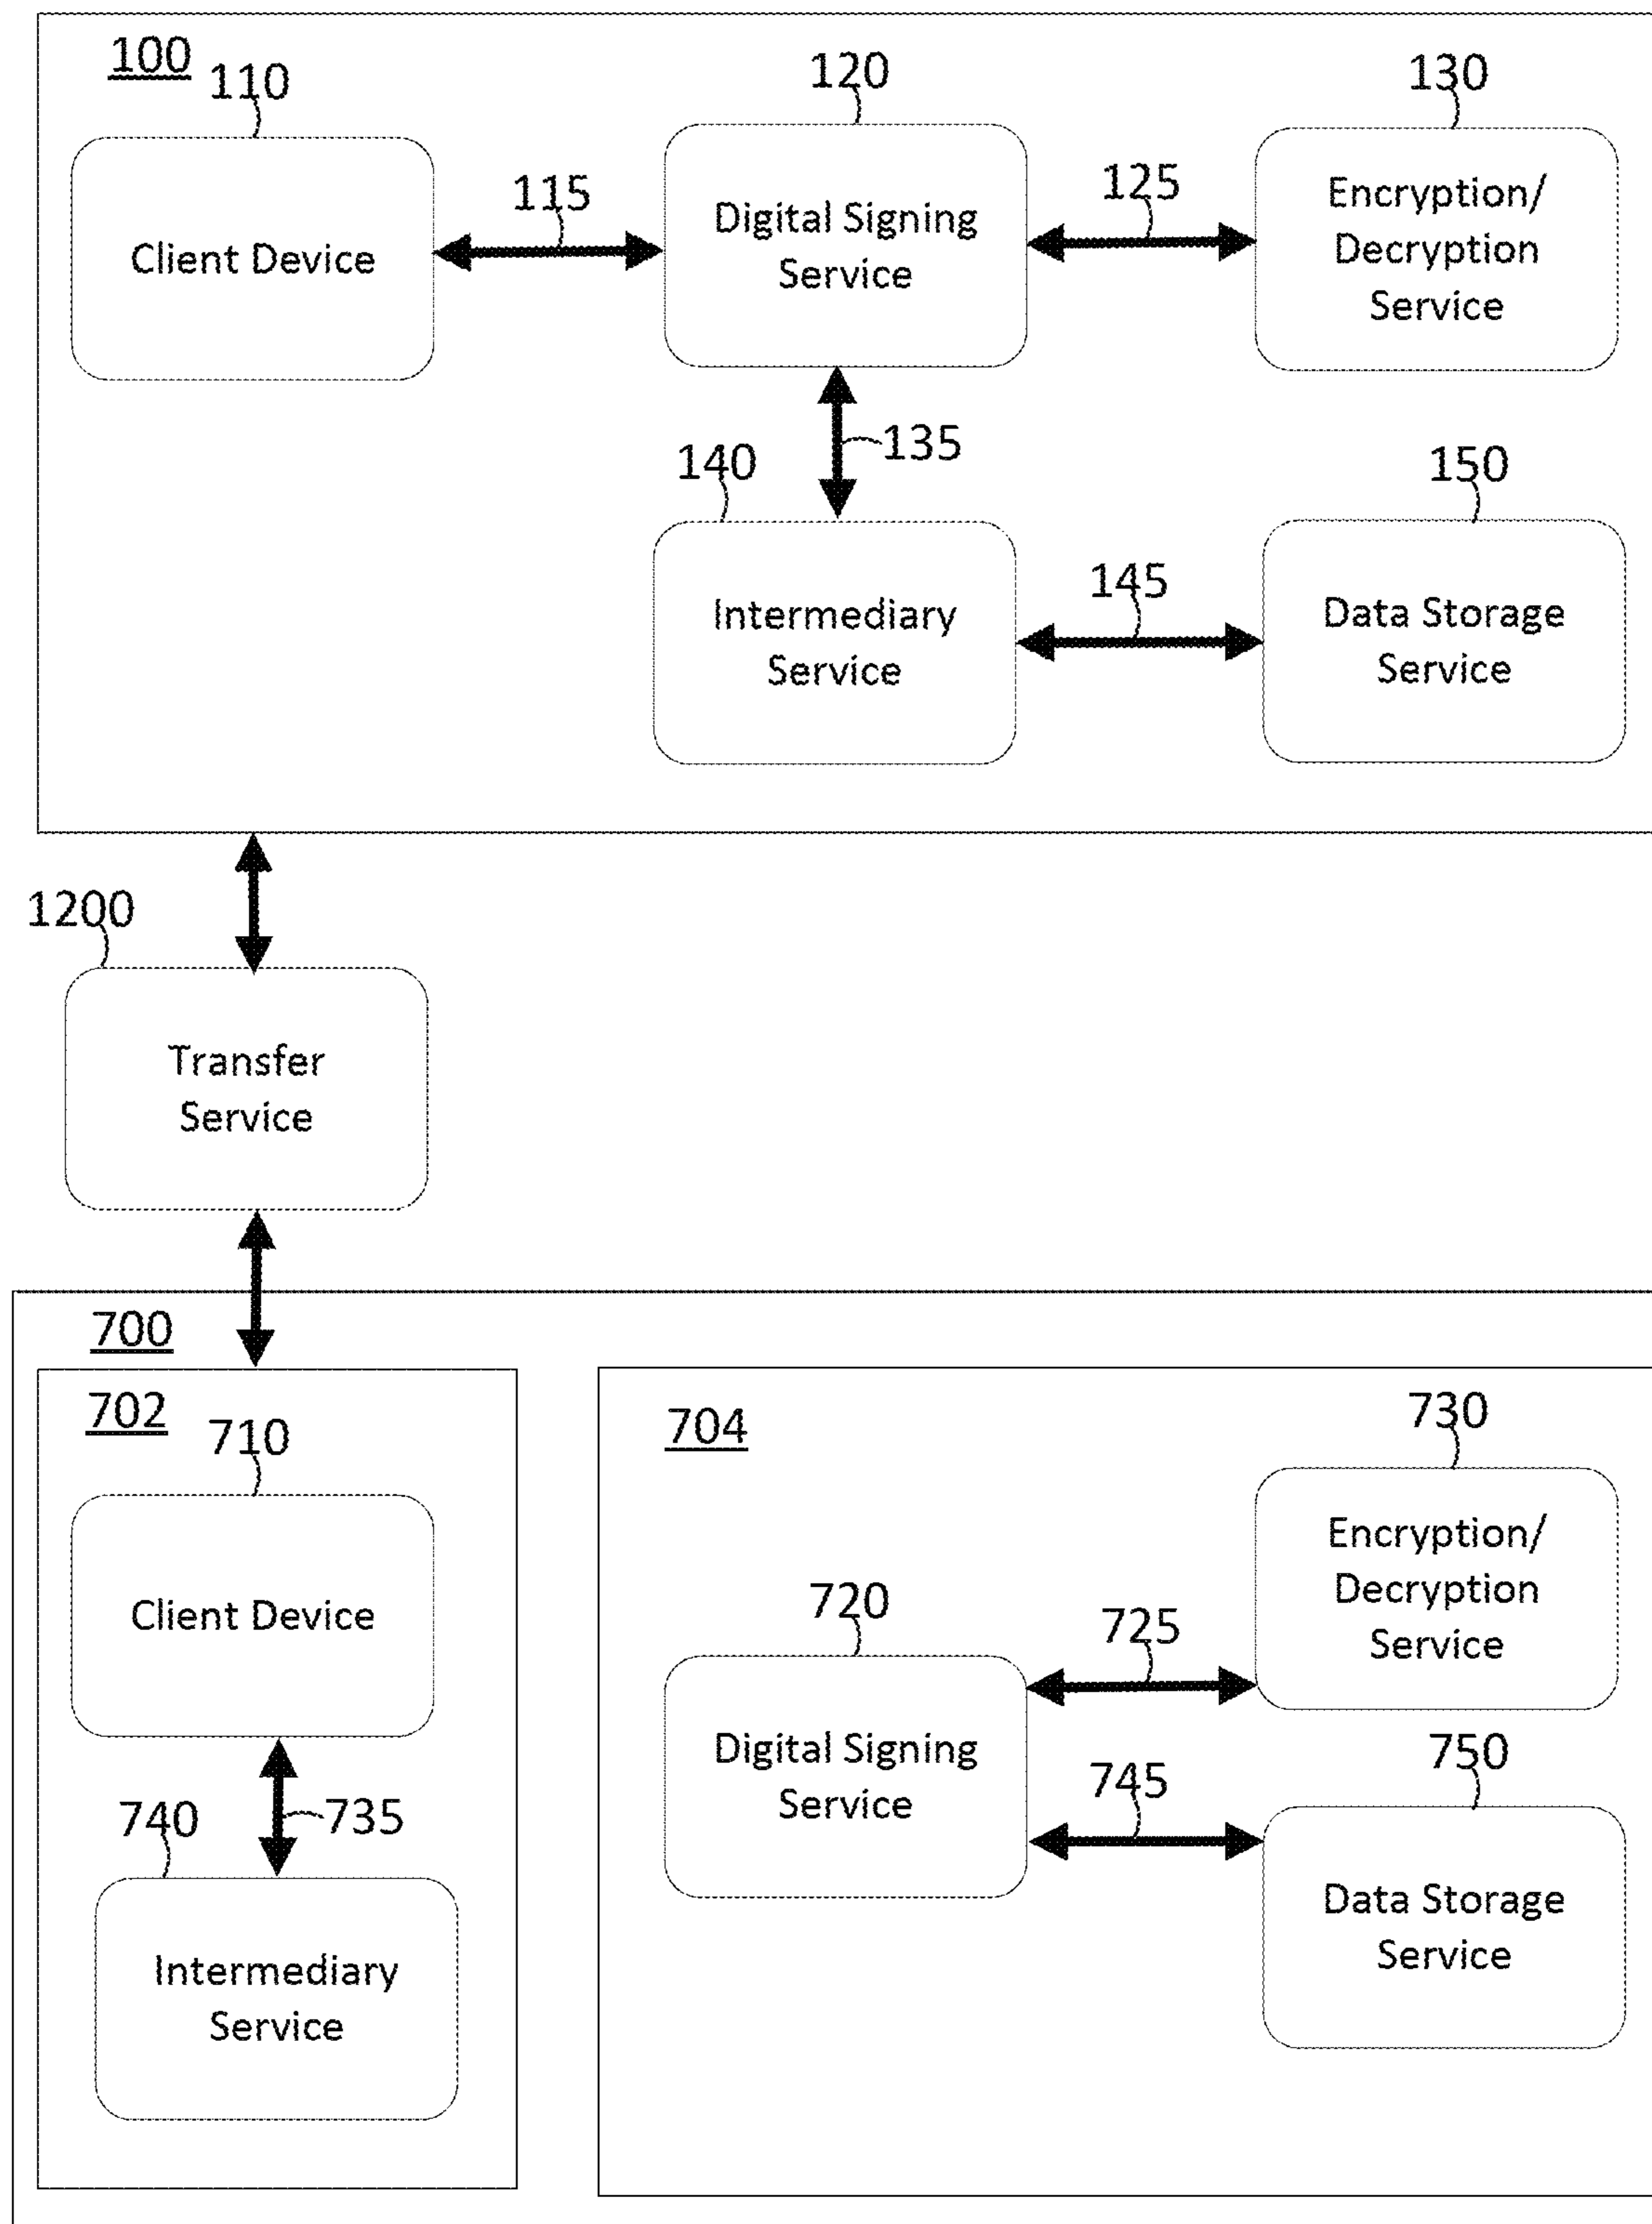 100
110
120
130
115
125
Client Device
Digital Signing
Service
Encryption/
Decryption
Service
135
140
150
145
Intermediary
Service
Data Storage
Service
1200
Transfer
Service
700
702
710
704
730
Client Device
Encryption/
Decryption
Service
720
725
Digital Signing
Service
745
750
740
735
Data Storage
Service
Intermediary
Service